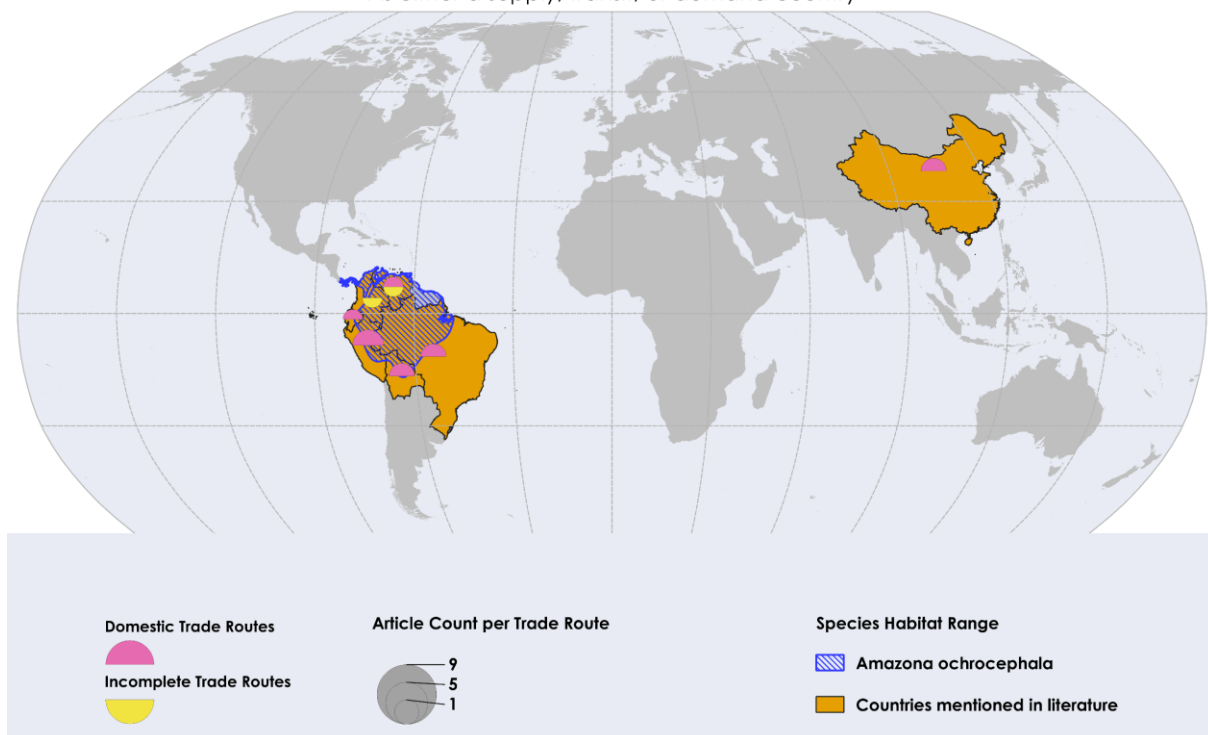 Domestic Trade Routes
Incomplete Trade Routes
Article Count per Trade Route
9
5
1
Species Habitat Range
Amazona ochrocephala
Countries mentioned in literature